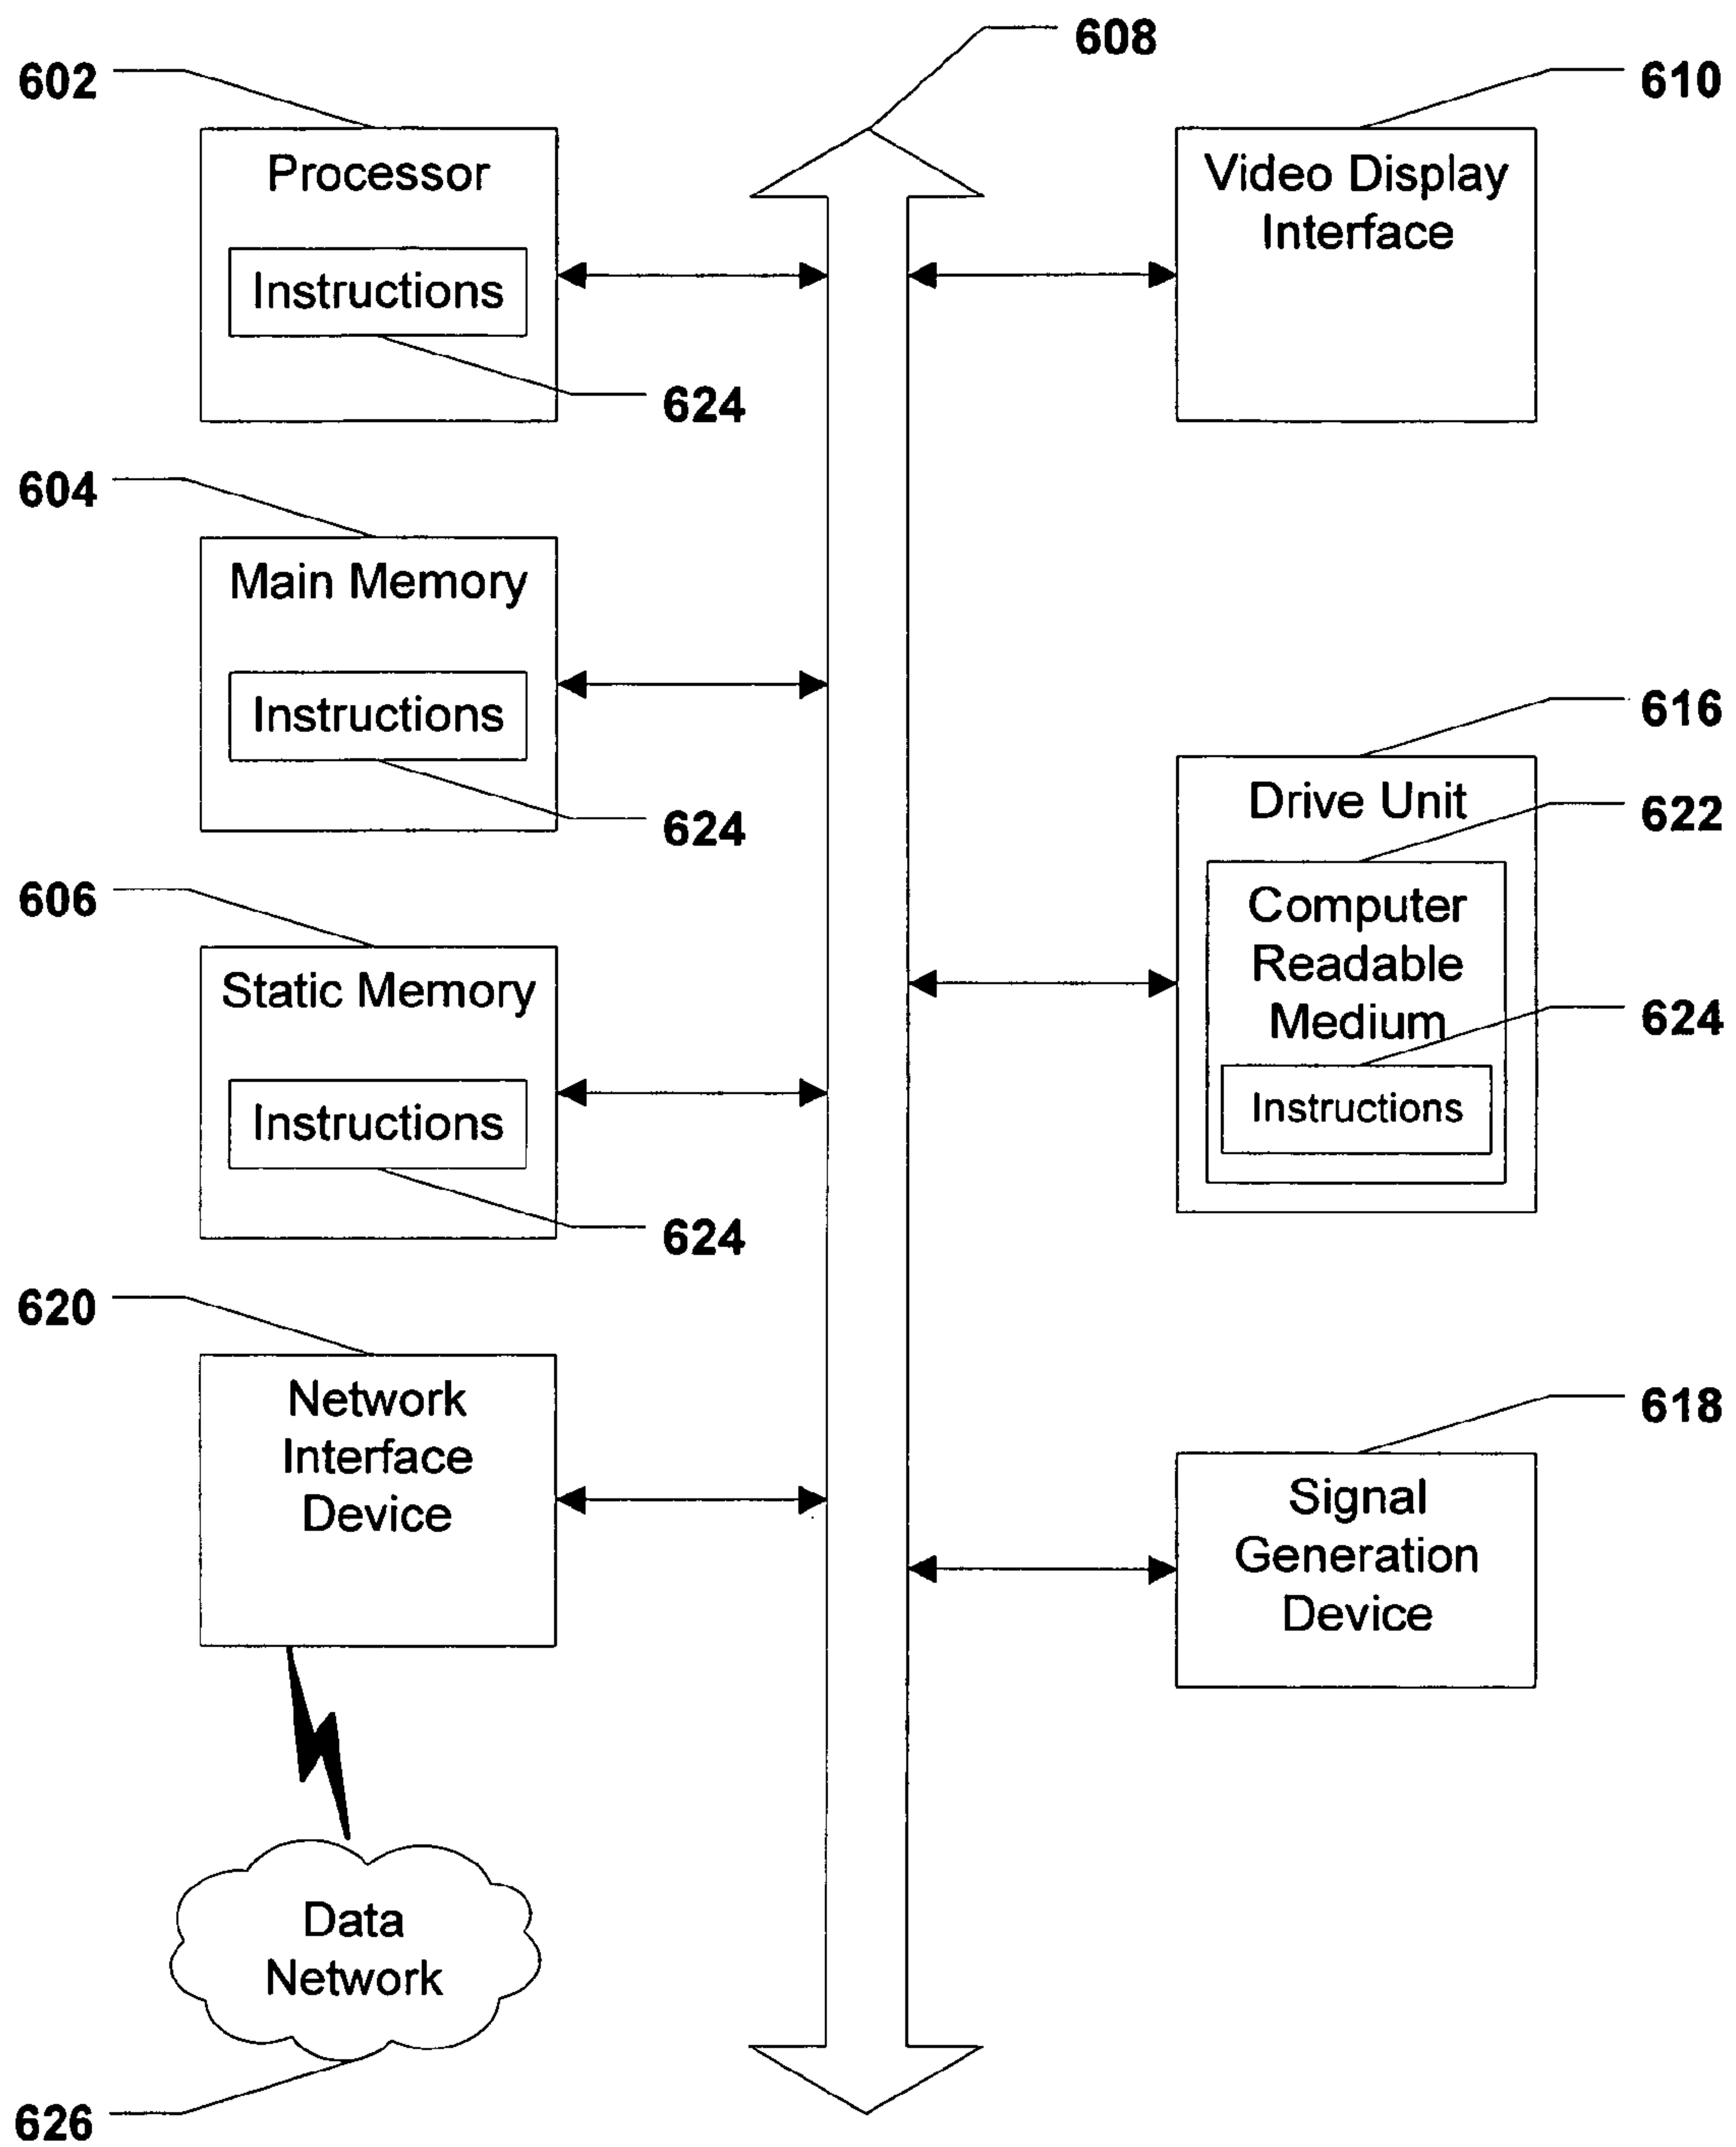 608
602
610
Processor
Instructions
624
Video Display
Interface
604
Main Memory
Instructions
624
616
Drive Unit
622
Computer
Readable
Medium
624
Instructions
606
Static Memory
Instructions
624
620
Network
Interface
Device
618
Signal
Generation
Device
Data
Network
626